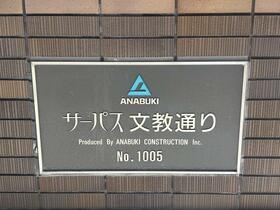 ANABUKI
サーパス文教通り
Produced By ANABUKI CONSTRUCTION Inc.
No.1005